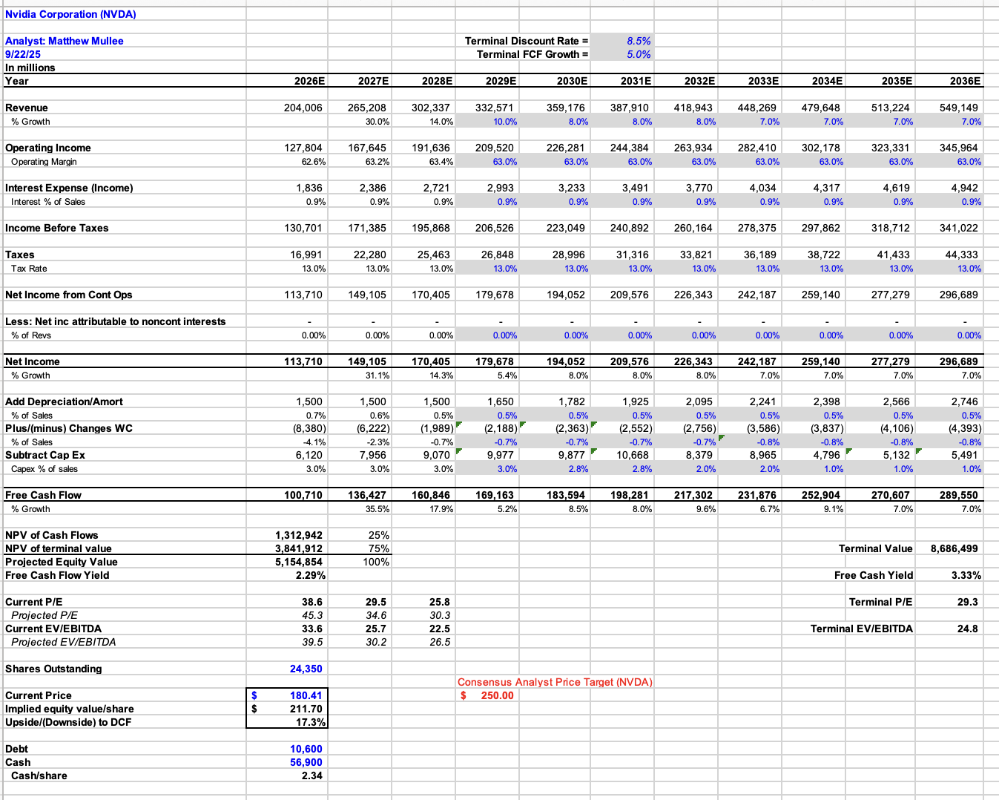 Nvidia Corporation (NVDA)
Analyst: Matthew Mullee Terminal Discount Rate = 8.5%
9/22/25 Terminal FCF Growth = 5.0%
In millions
Year 2026E 2027E 2028E 2029E 2030E 2031E 2032E 2033E 2034E 2035E 2036E
Revenue 204,006 265,208 302,337 332,571 359,176 387,910 418,943 448,269 479,648 513,224 549,149
% Growth 30.0% 14.0% 10.0% 8.0% 8.0% 8.0% 7.0% 7.0% 7.0% 7.0%
Operating Income 127,804 167,645 191,636 209,520 226,281 244,384 263,934 282,410 302,178 323,331 345,964
Operating Margin 62.6% 63.2% 63.4% 63.0% 63.0% 63.0% 63.0% 63.0% 63.0% 63.0% 63.0%
Interest Expense (Income) 1,836 2,386 2,721 2,993 3,233 3,491 3,770 4,034 4,317 4,619 4,942
Interest % of Sales 0.9% 0.9% 0.9% 0.9% 0.9% 0.9% 0.9% 0.9% 0.9% 0.9% 0.9%
Income Before Taxes 130,701 171,385 195,868 206,526 223,049 240,892 260,164 278,375 297,862 318,712 341,022
Taxes 16,991 22,280 25,463 26,848 28,996 31,316 33,821 36,189 38,722 41,433 44,333
Tax Rate 13.0% 13.0% 13.0% 13.0% 13.0% 13.0% 13.0% 13.0% 13.0% 13.0% 13.0%
Net Income from Cont Ops 113,710 149,105 170,405 179,678 194,052 209,576 226,343 242,187 259,140 277,279 296,689
Less: Net inc attributable to noncont interests - - - - - - - - - - -
% of Revs 0.00% 0.00% 0.00% 0.00% 0.00% 0.00% 0.00% 0.00% 0.00% 0.00% 0.00%
Net Income 113,710 149,105 170,405 179,678 194,052 209,576 226,343 242,187 259,140 277,279 296,689
% Growth 31.1% 14.3% 5.4% 8.0% 8.0% 8.0% 7.0% 7.0% 7.0% 7.0%
Add Depreciation/Amort 1,500 1,500 1,500 1,650 1,782 1,925 2,095 2,241 2,398 2,566 2,746
% of Sales 0.7% 0.6% 0.5% 0.5% 0.5% 0.5% 0.5% 0.5% 0.5% 0.5% 0.5%
Plus/(minus) Changes WC (8,380) (6,222) (1,989) (2,188) (2,363) (2,552) (2,756) (3,586) (3,837) (4,106) (4,393)
% of Sales -4.1% -2.3% -0.7% -0.7% -0.7% -0.7% -0.7% -0.8% -0.8% -0.8% -0.8%
Subtract Cap Ex 6,120 7,956 9,070 9,977 9,877 10,668 8,379 8,965 4,796 5,132 5,491
Capex % of sales 3.0% 3.0% 3.0% 3.0% 2.8% 2.8% 2.0% 2.0% 1.0% 1.0% 1.0%
Free Cash Flow 100,710 136,427 160,846 169,163 183,594 198,281 217,302 231,876 252,904 270,607 289,550
% Growth 35.5% 17.9% 5.2% 8.5% 8.0% 9.6% 6.7% 9.1% 7.0% 7.0%
NPV of Cash Flows 1,312,942 25%
NPV of terminal value 3,841,912 75% Terminal Value 8,686,499
Projected Equity Value 5,154,854 100%
Free Cash Flow Yield 2.29% Free Cash Yield 3.33%
Current P/E 38.6 29.5 25.8 Terminal P/E 29.3
Projected P/E 45.3 34.6 30.3
Current EV/EBITDA 33.6 25.7 22.5 Terminal EV/EBITDA 24.8
Projected EV/EBITDA 39.5 30.2 26.5
Shares Outstanding 24,350
Consensus Analyst Price Target (NVDA)
Current Price $ 180.41 $ 250.00
Implied equity value/share $ 211.70
Upside/(Downside) to DCF 17.3%
Debt 10,600
Cash 56,900
Cash/share 2.34